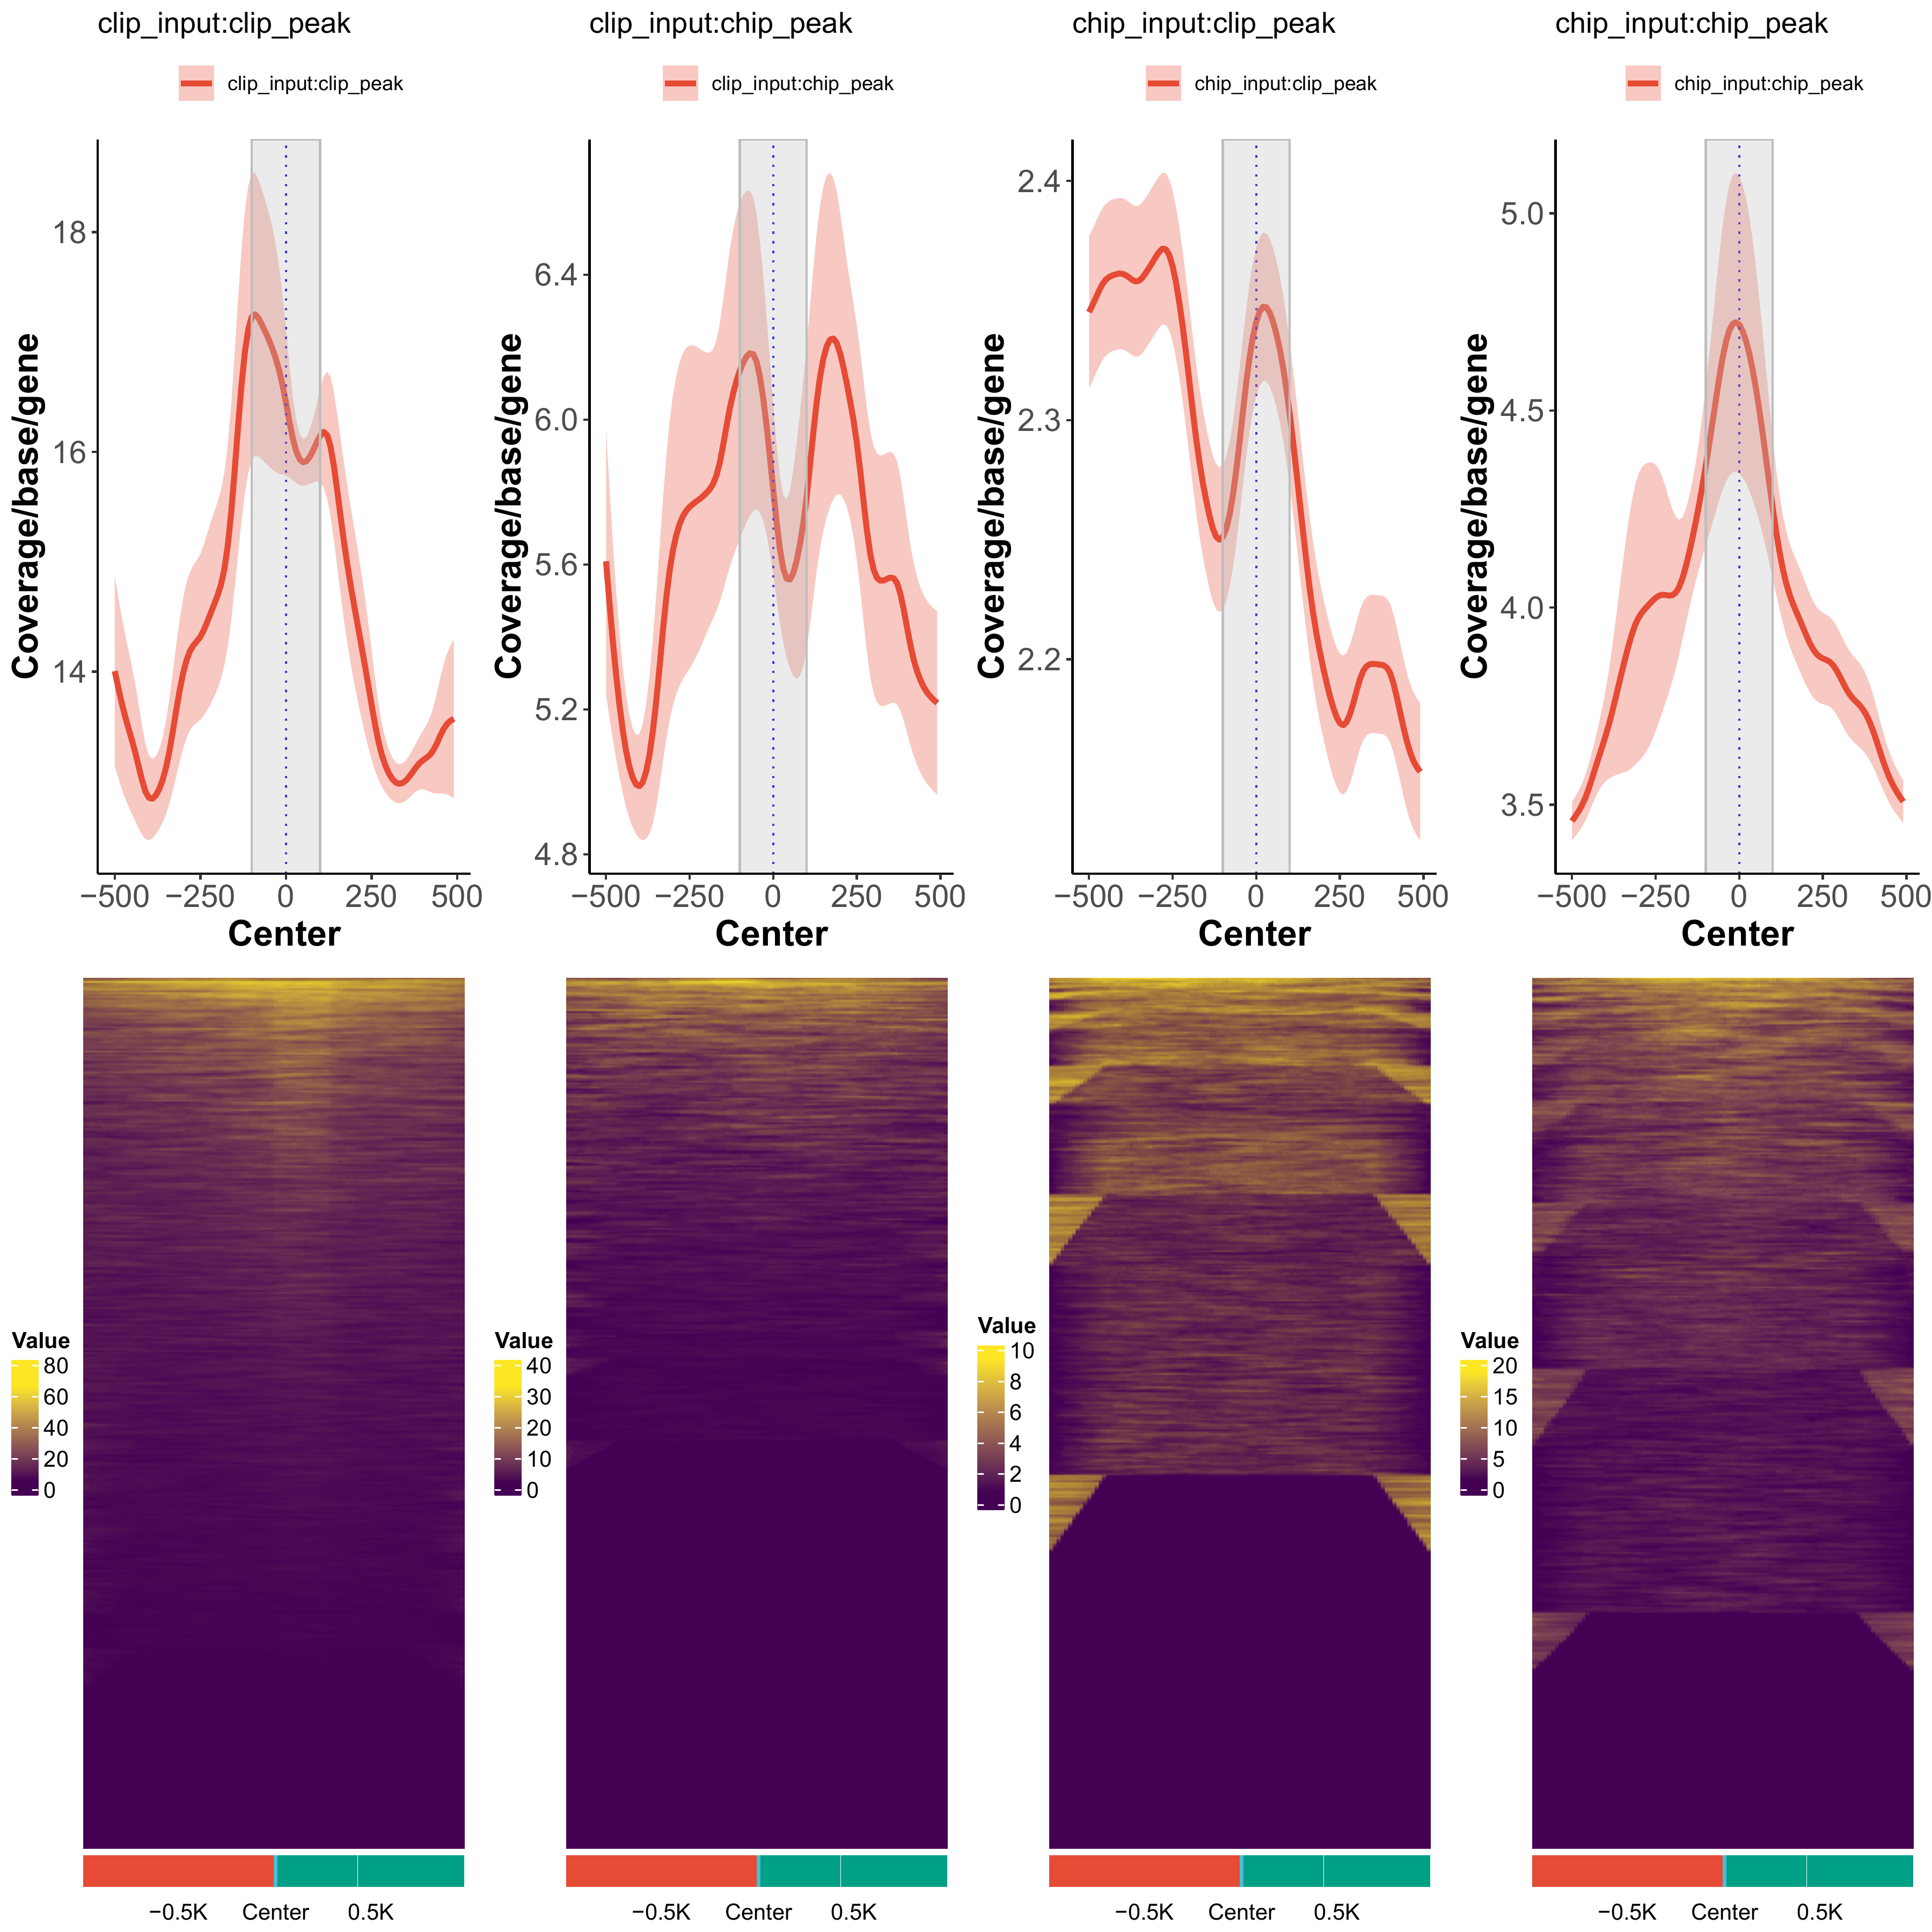 clip_input:clip_peak
clip_input:chip_peak
chip_input:clip_peak
chip_input:chip_peak
clip_input:clip_peak
clip_input:chip_peak
chip_input:clip_peak
chip_input:chip_peak
Coverage/base/gene
18
16
14
−500 −250 0 250 500
Center
Coverage/base/gene
6.4
6.0
5.6
5.2
4.8
−500 −250 0 250 500
Center
Coverage/base/gene
2.4
2.3
2.2
−500 −250 0 250 500
Center
Coverage/base/gene
5.0
4.5
4.0
3.5
−500 −250 0 250 500
Center
Value
80
60
40
20
0
−0.5K Center 0.5K
Value
40
30
20
10
0
−0.5K Center 0.5K
Value
10
8
6
4
2
0
−0.5K Center 0.5K
Value
20
15
10
5
0
−0.5K Center 0.5K